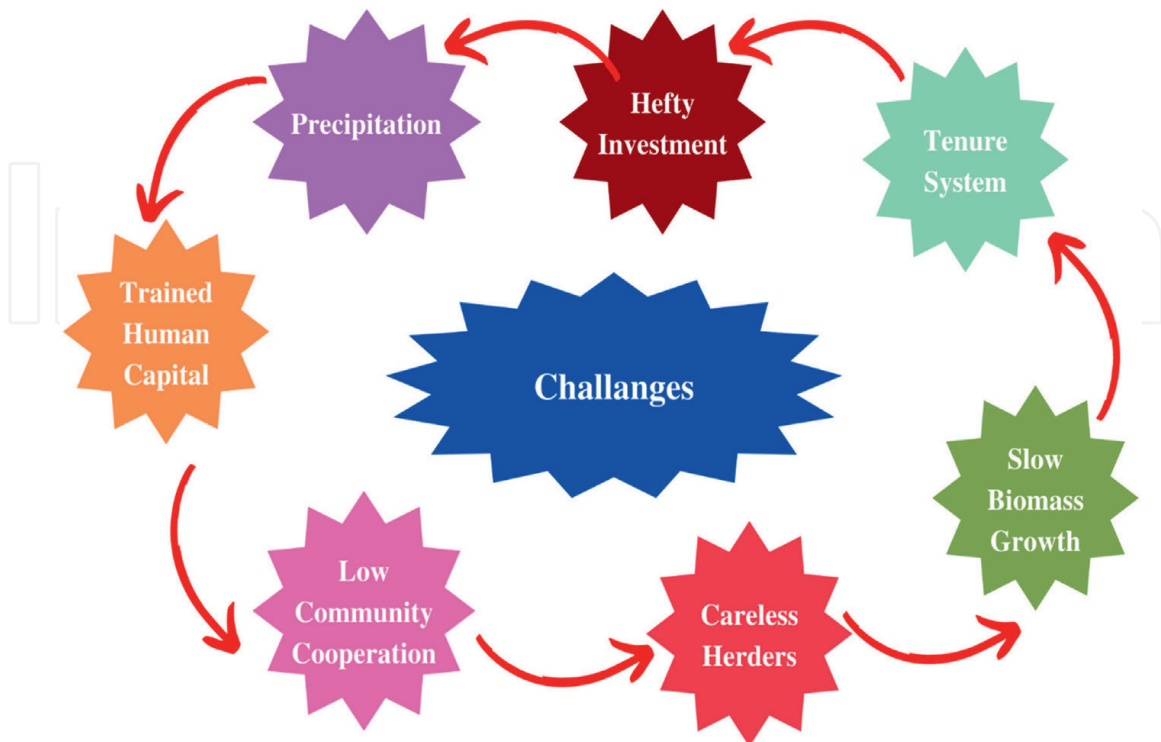 Precipitation
Hefty
Investment
Tenure
System
Trained
Human
Capital
Challanges
Slow
Biomass
Growth
Low
Community
Cooperation
Careless
Herders